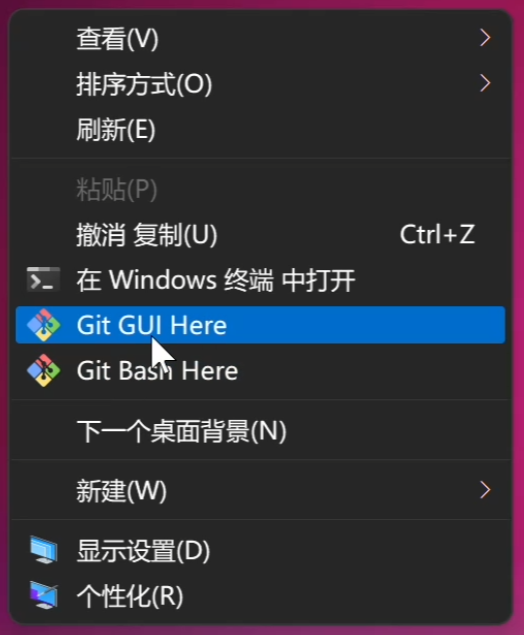 查看(V)
排序方式(O)
刷新(E)
粘贴(P)
撤消 复制(U) Ctrl+Z
在 Windows 终端 中打开
Git GUI Here
Git Bash Here
下一个桌面背景(N)
新建(W)
显示设置(D)
个性化(R)